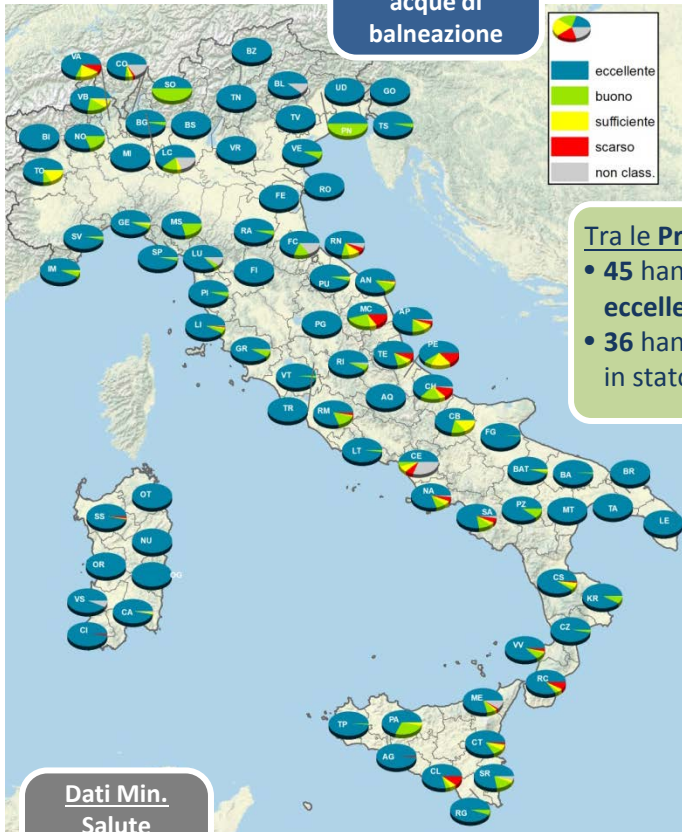 acque di
balneazione
eccellente
buono
sufficiente
scarso
non class.
Tra le Pr
• 45 han
eccelle
• 36 han
in stato
BZ
VA
CO
SO
BL
UD
GO
VB
TN
TV
PN
TS
BI
NO
BG
BS
MI
LC
VR
VE
TO
FE
RO
GE
MS
RA
SV
SP
LU
FC
RN
IM
FI
PU
AN
PI
LI
PG
MC
AP
GR
RI
TE
PE
VT
AQ
CH
TR
RM
CB
FG
LT
CE
BAT
BA
BR
NA
SA
PZ
MT
TA
LE
OT
SS
NU
OR
OG
VS
CA
CI
CS
KR
CZ
VV
RC
ME
TP
PA
AG
CT
CL
SR
RG
Dati Min.
Salute